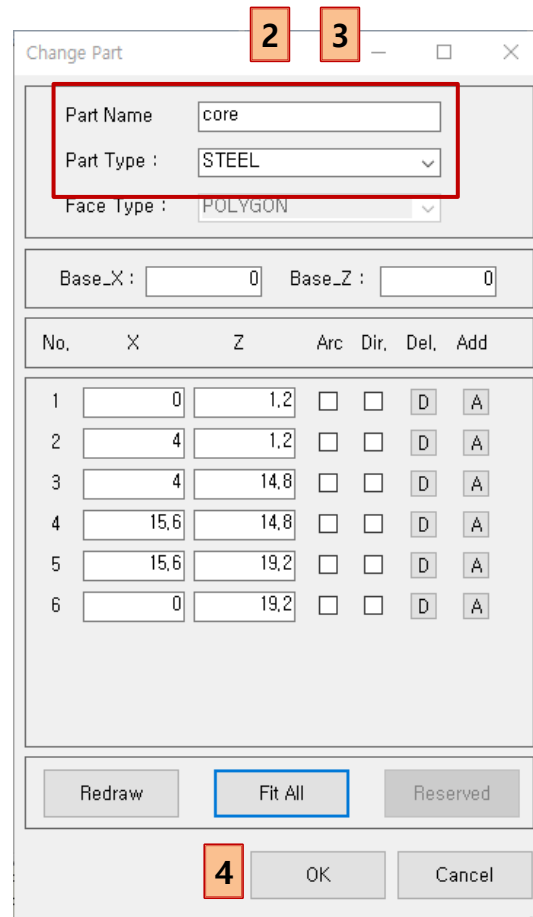 2 3
Change Part
Part Name core
Part Type : STEEL
Face Type : POLYGON
Base_X : 0 Base_Z : 0
No, X Z Arc Dir, Del, Add
1 0 1,2 D A
2 4 1,2 D A
3 4 14,8 D A
4 15,6 14,8 D A
5 15,6 19,2 D A
6 0 19,2 D A
Redraw Fit All Reserved
4 OK Cancel